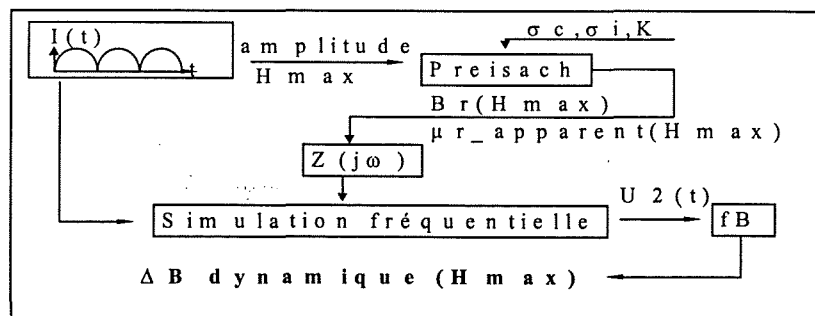 I(t)
t
amplitude
Hmax
σc,σi,K
Preisach
Br(Hmax)
μr_apparent(Hmax)
Z(jω)
Simulation fréquentielle
U2(t)
fB
ΔB dynamique (Hmax)